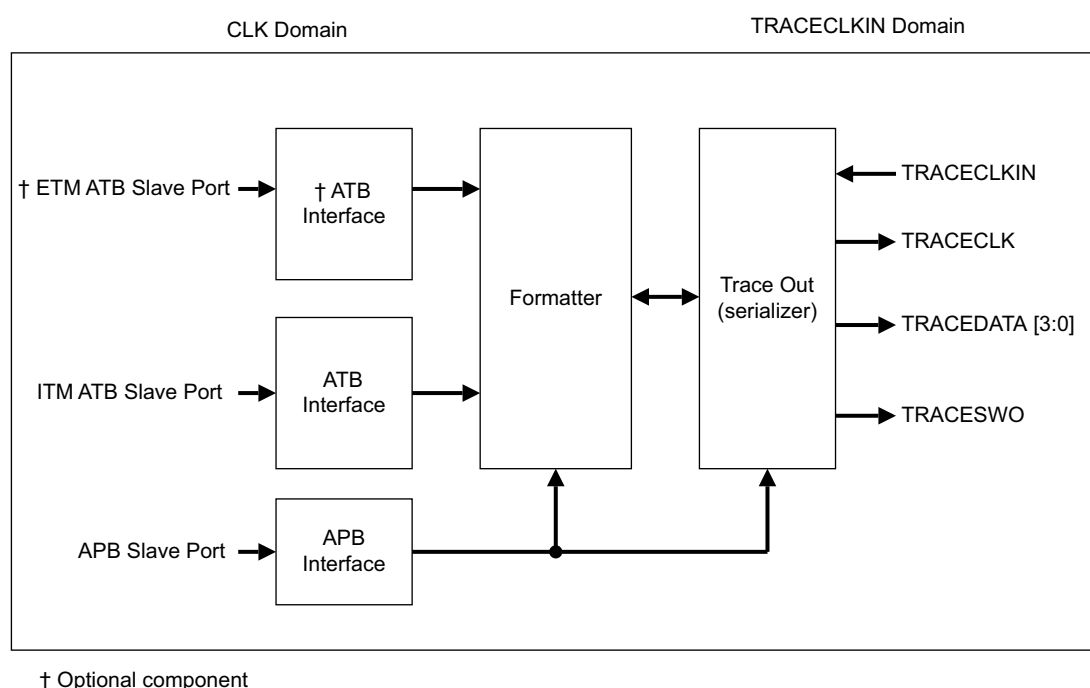 CLK Domain
TRACECLKIN Domain
† ETM ATB Slave Port
† ATB
Interface
ITM ATB Slave Port
ATB
Interface
APB Slave Port
APB
Interface
Formatter
Trace Out
(serializer)
TRACECLKIN
TRACECLK
TRACEDATA [3:0]
TRACESWO
† Optional component